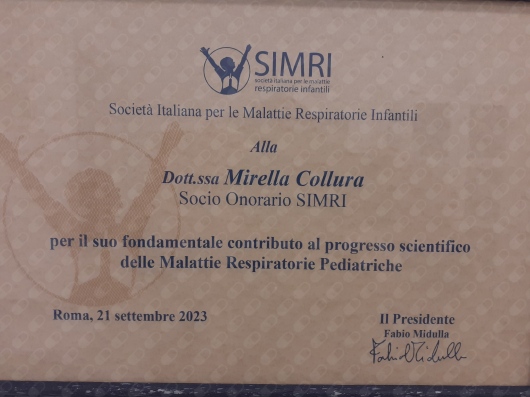 SIMRI
società italiana per le malattie
respiratorie infantili
Società Italiana per le Malattie Respiratorie Infantili
Alla
Dott.ssa Mirella Collura
Socio Onorario SIMRI
per il suo fondamentale contributo al progresso scientifico
delle Malattie Respiratorie Pediatriche
Roma, 21 settembre 2023
Il Presidente
Fabio Midulla
Fabio Midulla